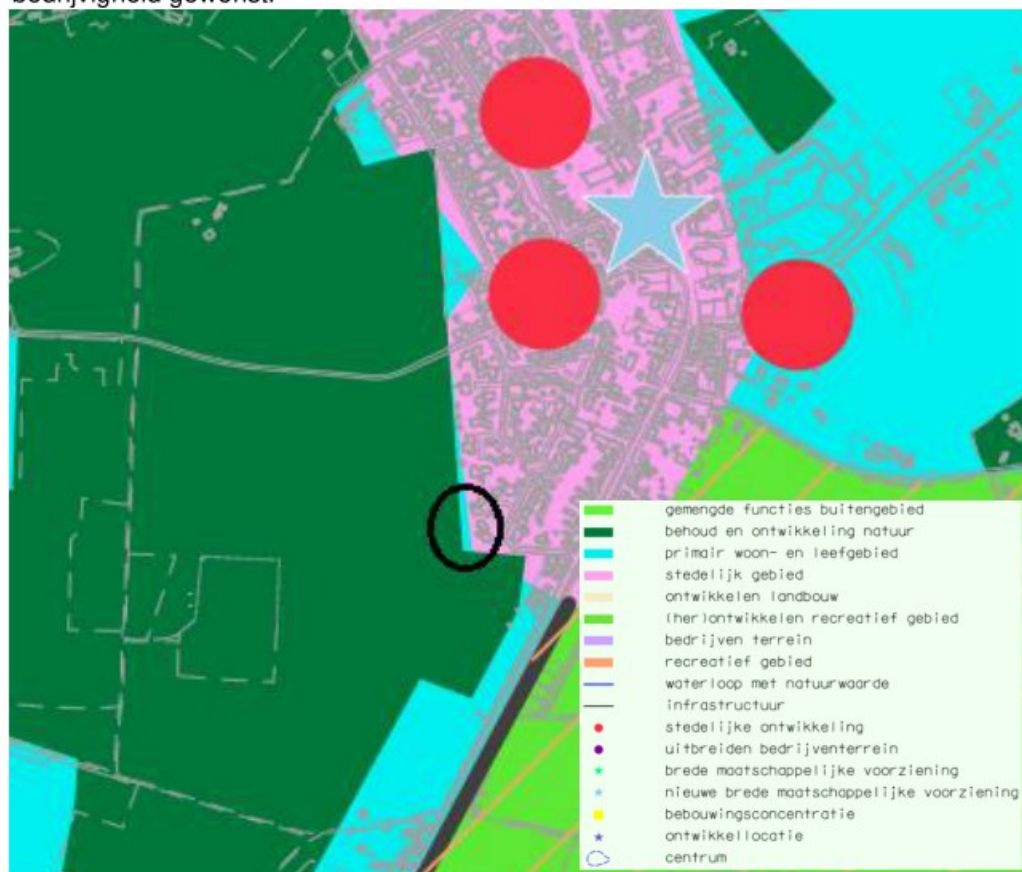 bedrijvigheid gewenst.
gemengde functies buitengebied
behoud en ontwikkeling natuur
primair woon- en leefgebied
stedelijk gebied
ontwikkelen landbouw
(her)ontwikkelen recreatief gebied
bedrijven terrein
recreatief gebied
waterloop met natuurwaarde
infrastructuur
stedelijke ontwikkeling
uitbreiden bedrijventerrein
brede maatschappelijke voorziening
nieuwe brede maatschappelijke voorziening
bebouwingsconcentratie
ontwikkellocatie
centrum